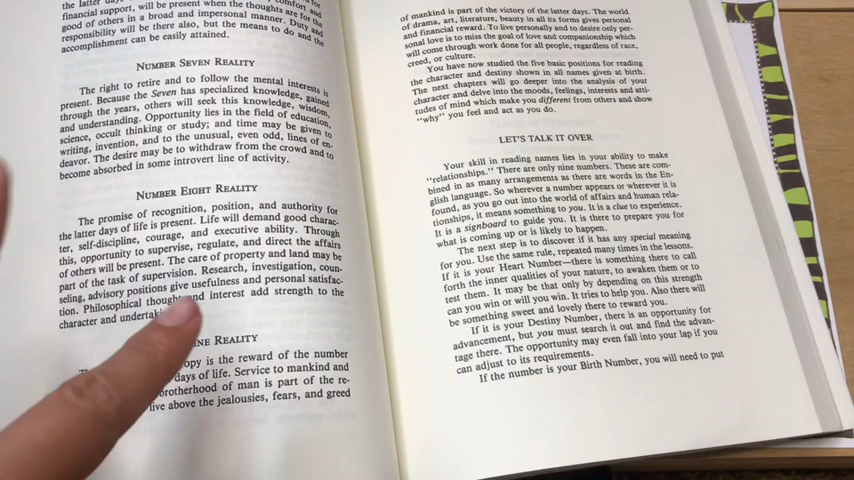 the latter days
financial support, will be present when the thoughts are for the
good of others in a broad and impersonal manner. Duty and
responsibility will be there also, but the means to do and the
accomplishment can be easily attained.
NUMBER SEVEN REALITY
The right to retire and to follow the mental interests is
present. Because the Seven has specialized knowledge, gained
through the years, others will seek this knowledge, wisdom,
and understanding. Opportunity lies in the field of education,
science, occult thinking or study; and time may be given to
writing, invention, and to the unusual, even odd, lines of en-
deavor. The desire may be to withdraw from the crowd and to
become absorbed in some introvert line of activity.
NUMBER EIGHT REALITY
The promise of recognition, position, and authority for
the latter days of life is present. Life will demand good charac-
ter, self-discipline, courage, and executive ability. Through
this, opportunity to supervise, regulate, and direct the affairs
of others will be present. The care of property and land may be
part of the task of supervision. Research, investigation, coun-
seling, advisory positions give usefulness and personal satisfac-
tion. Philosophical thought and interest add strength to the
character and
REALITY
is the reward of the number
days of life. Service to mankind and
brotherhood of man is part of the re-
live above the jealousies, fears, and greed
of mankind is part of the victory of the latter days. The world
of drama, art, literature, beauty in all its forms gives personal
and financial reward. To live personally and to desire only per-
sonal love is to miss the goal of love and companionship which
will come through work done for all people, regardless of race,
creed, or culture.
You have now studied the five basic positions for reading
the character and destiny shown in all names given at birth.
The next chapters will go deeper into the analysis of your
character and delve into the moods, feelings, interests and atti-
tudes of mind which make you different from others and show
"why" you feel and act as you do.
LET'S TALK IT OVER
Your skill in reading names lies in your ability to make
"relationships." There are only nine numbers. These are com-
bined in as many arrangements as there are words in the En-
glish language. So wherever a number appears or wherever it is
found, as you go out into the world of affairs and human rela-
tionships, it means something to you. It is a clue to experience.
It is a signboard to guide you. It is there to prepare you for
what is coming up or is likely to happen.
The next step is to discover if it has any special meaning
for you. Use the same rule, repeated many times in the lessons.
If it is your Heart Number—there is something there to call
forth the inner qualities of your nature, to awaken them or to
test them. It may be that only by depending on this strength
can you win or will you win. It tries to help you. Also there will
be something sweet and lovely there to reward you.
If it is your Destiny Number, there is an opportunity for
advancement, but you must search it out and find the advan-
tage there. The opportunity may even fall into your lap if you
can adjust to its requirements.
If the number is your Birth Number, you will need to put